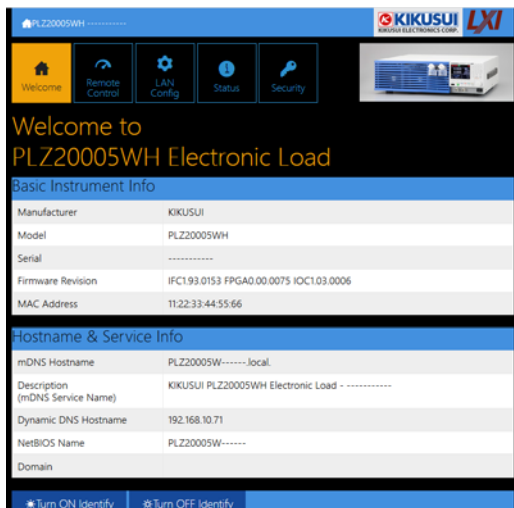 PLZ20005WH -----------
KIKUSUI
KIKUSUI ELECTRONICS CORP.
LXI
Welcome
Remote
Control
LAN
Config
Status
Security
Welcome to
PLZ20005WH Electronic Load
Basic Instrument Info
Manufacturer KIKUSUI
Model PLZ20005WH
Serial -----------
Firmware Revision IFC1.93.0153 FPGA0.00.0075 IOC1.03.0006
MAC Address 11:22:33:44:55:66
Hostname & Service Info
mDNS Hostname PLZ20005W------.local.
Description
(mDNS Service Name) KIKUSUI PLZ20005WH Electronic Load - -----------
Dynamic DNS Hostname 192.168.10.71
NetBIOS Name PLZ20005W------
Domain
Turn ON Identify Turn OFF Identify